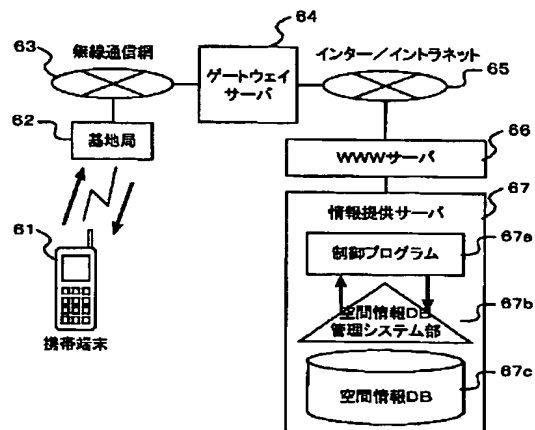 64
63
無線通信網
ゲートウェイ
サーバ
インター／イントラネット
65
62
基地局
66
WWWサーバ
67
情報提供サーバ
61
67a
制御プログラム
67b
空間情報DB
管理システム部
携帯端末
67c
空間情報DB